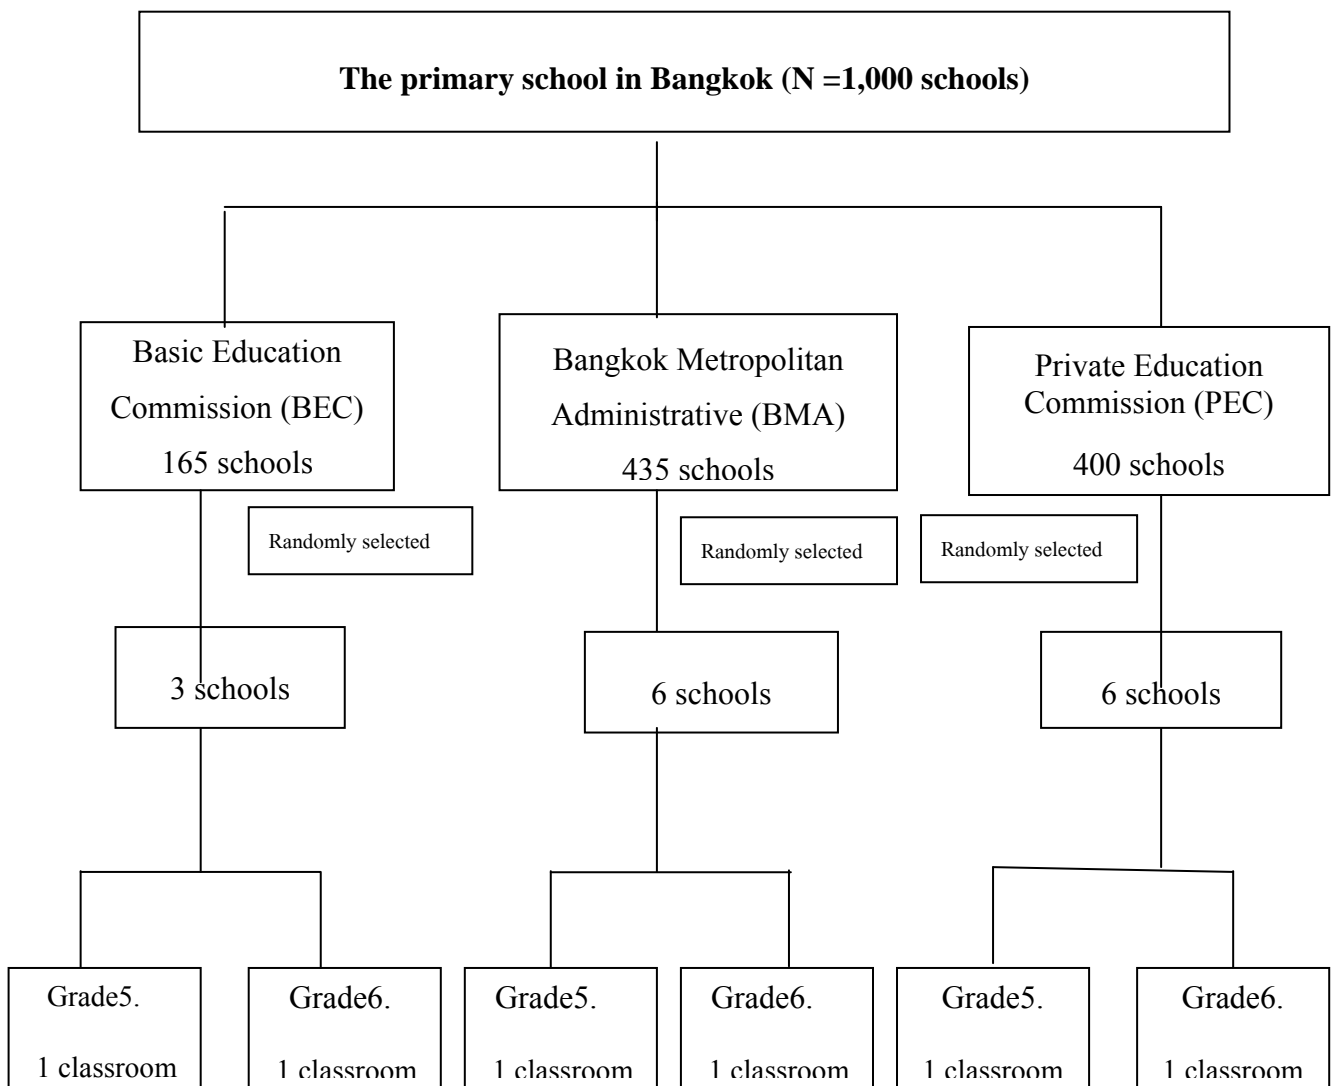 The primary school in Bangkok (N =1,000 schools)
Basic Education
Commission (BEC)
165 schools
Bangkok Metropolitan
Administrative (BMA)
435 schools
Private Education
Commission (PEC)
400 schools
Randomly selected
Randomly selected
Randomly selected
3 schools
6 schools
6 schools
Grade5.
1 classroom
Grade6.
1 classroom
Grade5.
1 classroom
Grade6.
1 classroom
Grade5.
1 classroom
Grade6.
1 classroom